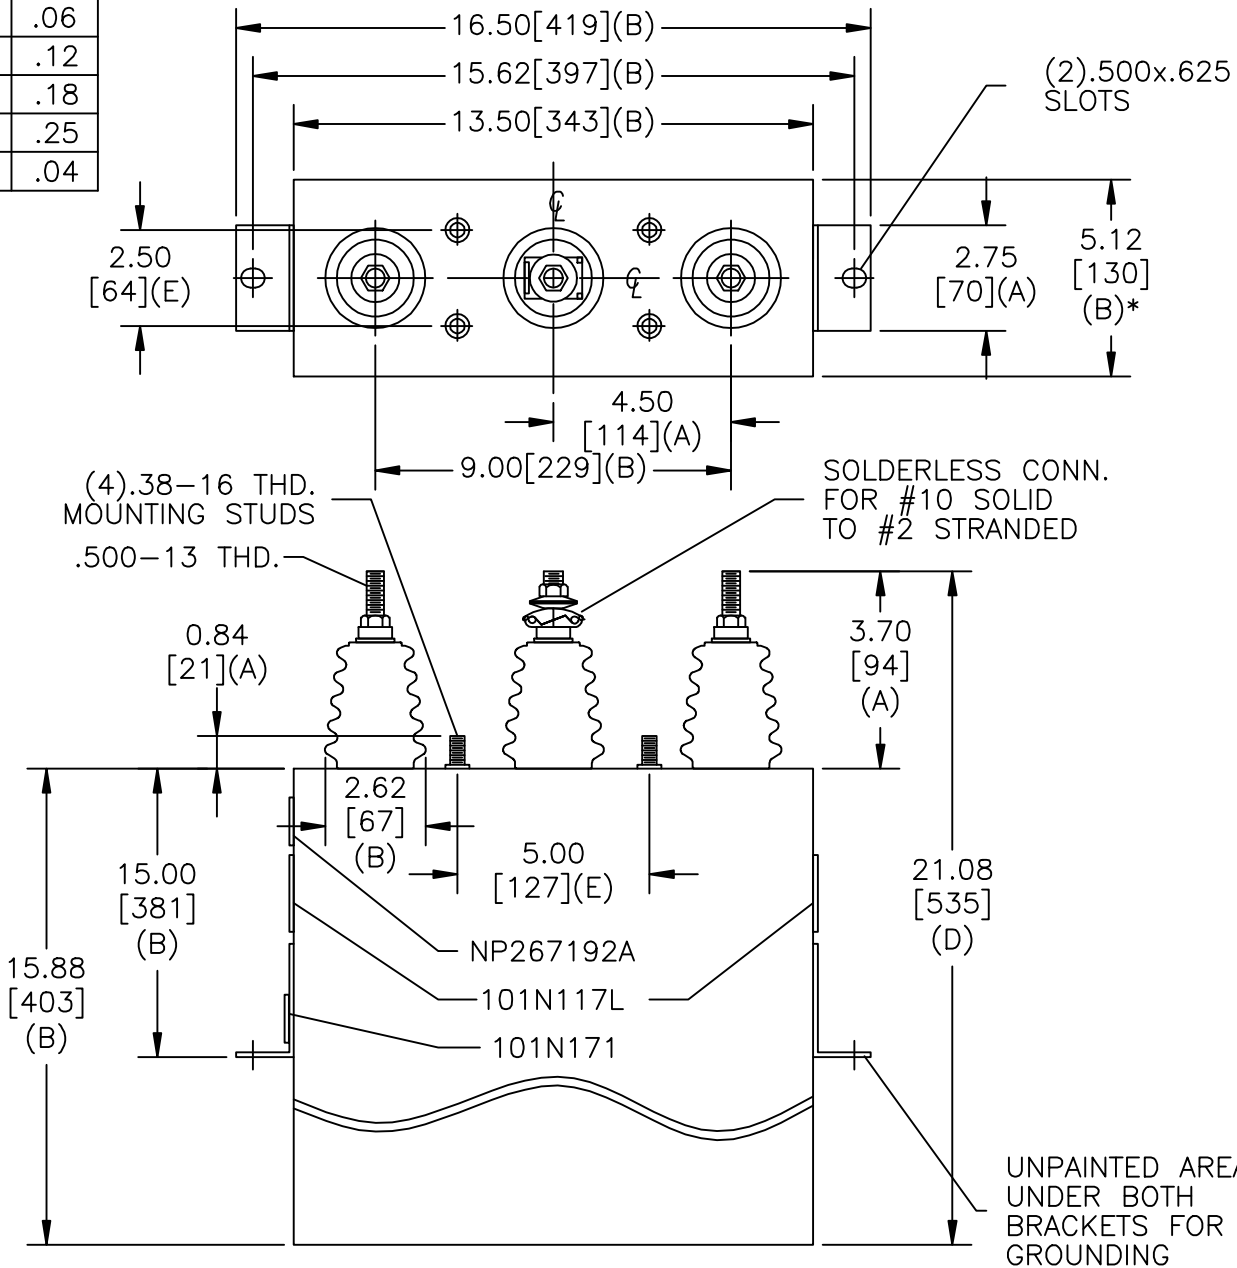 .06
.12
.18
.25
.04
16.50[419](B)
15.62[397](B)
13.50[343](B)
(2).500x.625
SLOTS
2.50
[64](E)
CL
CL
2.75
[70](A)
5.12
[130]
(B)*
4.50
[114](A)
9.00[229](B)
(4).38-16 THD.
MOUNTING STUDS
.500-13 THD.
SOLDERLESS CONN.
FOR #10 SOLID
TO #2 STRANDED
0.84
[21](A)
3.70
[94]
(A)
2.62
[67]
(B)
5.00
[127](E)
15.00
[381]
(B)
21.08
[535]
(D)
15.88
[403]
(B)
NP267192A
101N117L
101N171
UNPAINTED AREA
UNDER BOTH
BRACKETS FOR
GROUNDING